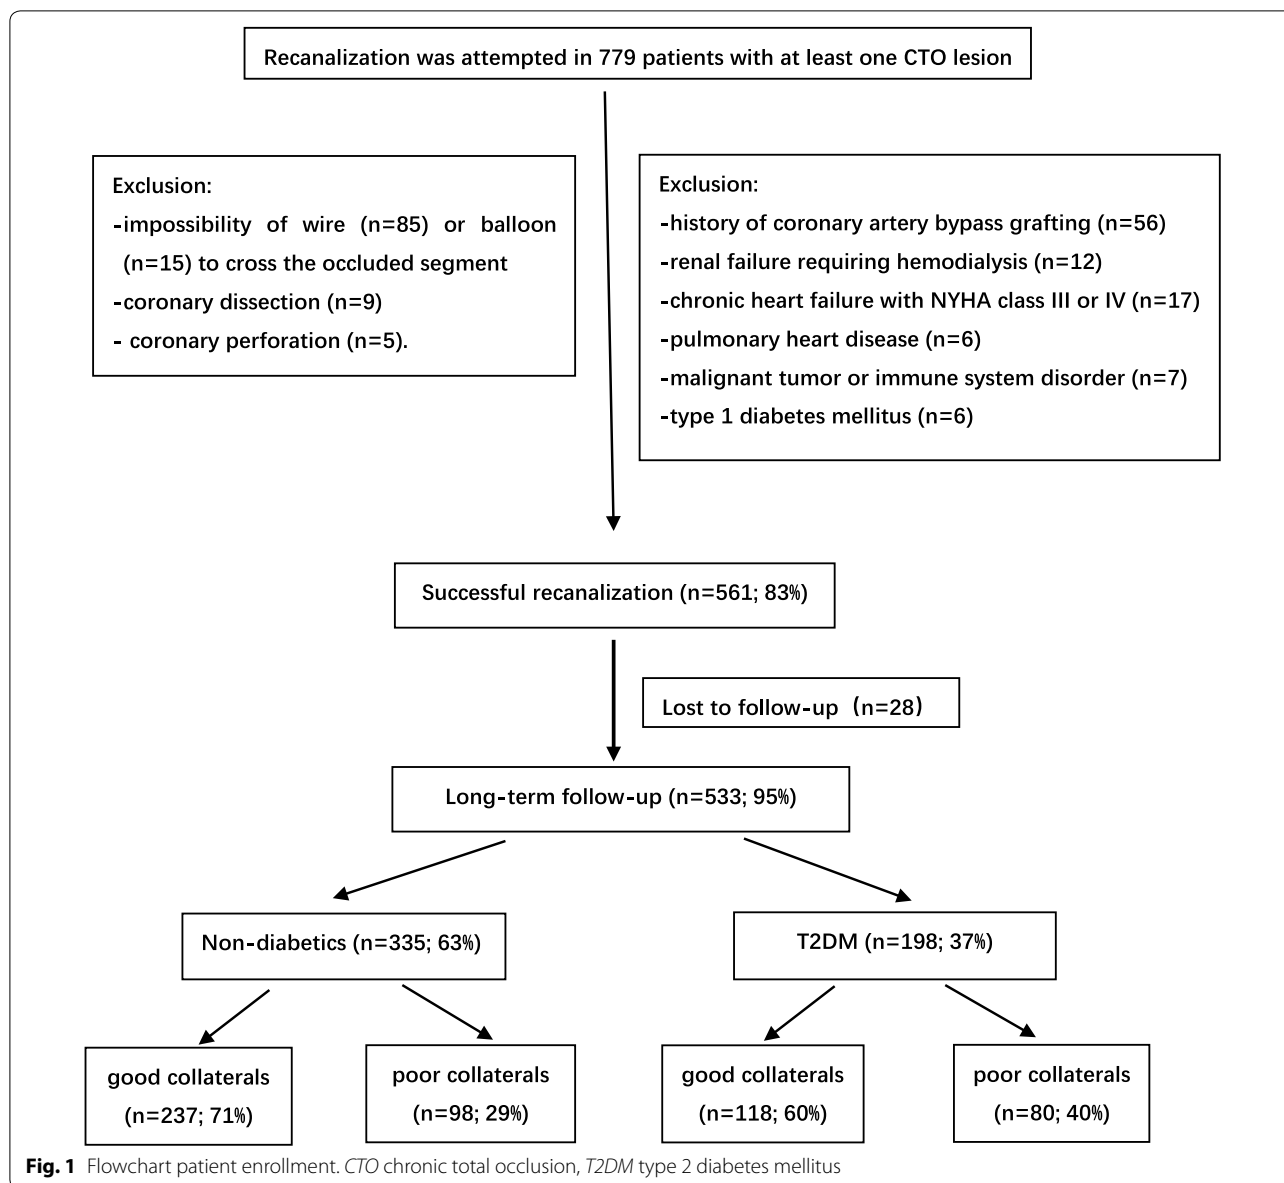 Recanalization was attempted in 779 patients with at least one CTO lesion
Exclusion:
-impossibility of wire (n=85) or balloon
(n=15) to cross the occluded segment
-coronary dissection (n=9)
- coronary perforation (n=5).
Exclusion:
-history of coronary artery bypass grafting (n=56)
-renal failure requiring hemodialysis (n=12)
-chronic heart failure with NYHA class III or IV (n=17)
-pulmonary heart disease (n=6)
-malignant tumor or immune system disorder (n=7)
-type 1 diabetes mellitus (n=6)
Successful recanalization (n=561; 83%)
Lost to follow-up (n=28)
Long-term follow-up (n=533; 95%)
Non-diabetics (n=335; 63%)
T2DM (n=198; 37%)
good collaterals
(n=237; 71%)
poor collaterals
(n=98; 29%)
good collaterals
(n=118; 60%)
poor collaterals
(n=80; 40%)
Fig. 1 Flowchart patient enrollment. CTO chronic total occlusion, T2DM type 2 diabetes mellitus